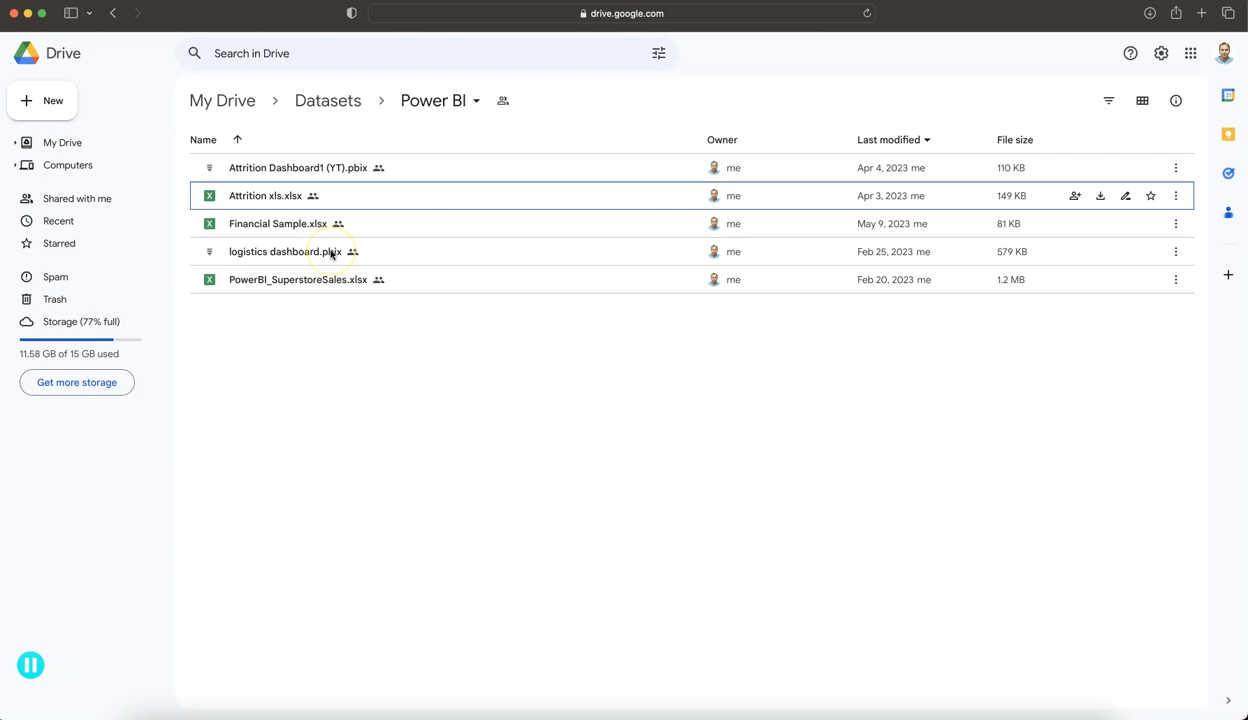 drive.google.com
Drive
Search in Drive
New
My Drive
Computers
Shared with me
Recent
Starred
Spam
Trash
Storage (77% full)
11.58 GB of 15 GB used
Get more storage
My Drive > Datasets > Power BI
Name Owner Last modified File size
Attrition Dashboard1 (YT).pbix me Apr 4, 2023 me 110 KB
Attrition xls.xlsx me Apr 3, 2023 me 149 KB
Financial Sample.xlsx me May 9, 2023 me 81 KB
logistics dashboard.pbix me Feb 25, 2023 me 579 KB
PowerBI_SuperstoreSales.xlsx me Feb 20, 2023 me 1.2 MB